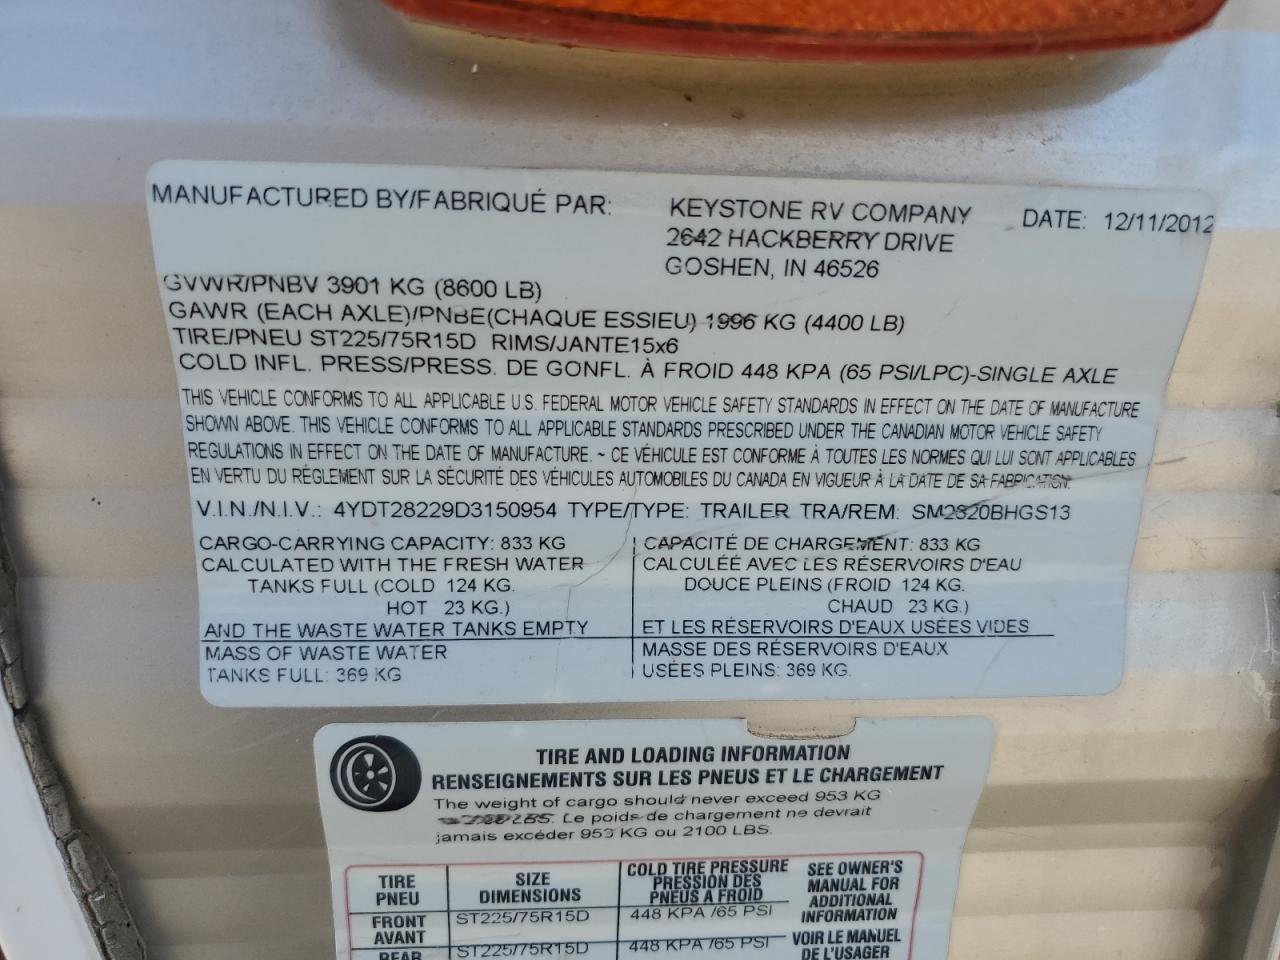 MANUFACTURED BY/FABRIQUÉ PAR: KEYSTONE RV COMPANY DATE: 12/11/2012
2642 HACKBERRY DRIVE
GOSHEN, IN 46526
GVWR/PNBV 3901 KG (8600 LB)
GAWR (EACH AXLE)/PNBE(CHAQUE ESSIEU) 1996 KG (4400 LB)
TIRE/PNEU ST225/75R15D RIMS/JANTE15x6
COLD INFL. PRESS/PRESS. DE GONFL. À FROID 448 KPA (65 PSI/LPC)-SINGLE AXLE
THIS VEHICLE CONFORMS TO ALL APPLICABLE U.S. FEDERAL MOTOR VEHICLE SAFETY STANDARDS IN EFFECT ON THE DATE OF MANUFACTURE
SHOWN ABOVE. THIS VEHICLE CONFORMS TO ALL APPLICABLE STANDARDS PRESCRIBED UNDER THE CANADIAN MOTOR VEHICLE SAFETY
REGULATIONS IN EFFECT ON THE DATE OF MANUFACTURE. ~ CE VÉHICULE EST CONFORME À TOUTES LES NORMES QUI LUI SONT APPLICABLES
EN VERTU DU RÉGLEMENT SUR LA SÉCURITÉ DES VÉHICULES AUTOMOBILES DU CANADA EN VIGUEUR À LA DATE DE SA FABRICATION.
V.I.N./N.I.V.: 4YDT28229D3150954 TYPE/TYPE: TRAILER TRA/REM: SM2820BHGS13
CARGO-CARRYING CAPACITY: 833 KG
CALCULATED WITH THE FRESH WATER
TANKS FULL (COLD 124 KG.
HOT 23 KG.)
AND THE WASTE WATER TANKS EMPTY
MASS OF WASTE WATER
TANKS FULL: 369 KG
CAPACITÉ DE CHARGEMENT: 833 KG
CALCULÉE AVEC LES RÉSERVOIRS D'EAU
DOUCE PLEINS (FROID 124 KG.
CHAUD 23 KG.)
ET LES RÉSERVOIRS D'EAUX USÉES VIDES
MASSE DES RÉSERVOIRS D'EAUX
USÉES PLEINS: 369 KG.
TIRE AND LOADING INFORMATION
RENSEIGNEMENTS SUR LES PNEUS ET LE CHARGEMENT
The weight of cargo should never exceed 953 KG
LBS. Le poids de chargement ne devrait
jamais excéder 953 KG ou 2100 LBS.
TIRE
PNEU
SIZE
DIMENSIONS
COLD TIRE PRESSURE
PRESSION DES
PNEUS A FROID
SEE OWNER'S
MANUAL FOR
ADDITIONAL
INFORMATION
FRONT
AVANT
ST225/75R15D
448 KPA /65 PSI
VOIR LE MANUEL
DE L'USAGER
REAR
ST225/75R15D
448 KPA /65 PSI